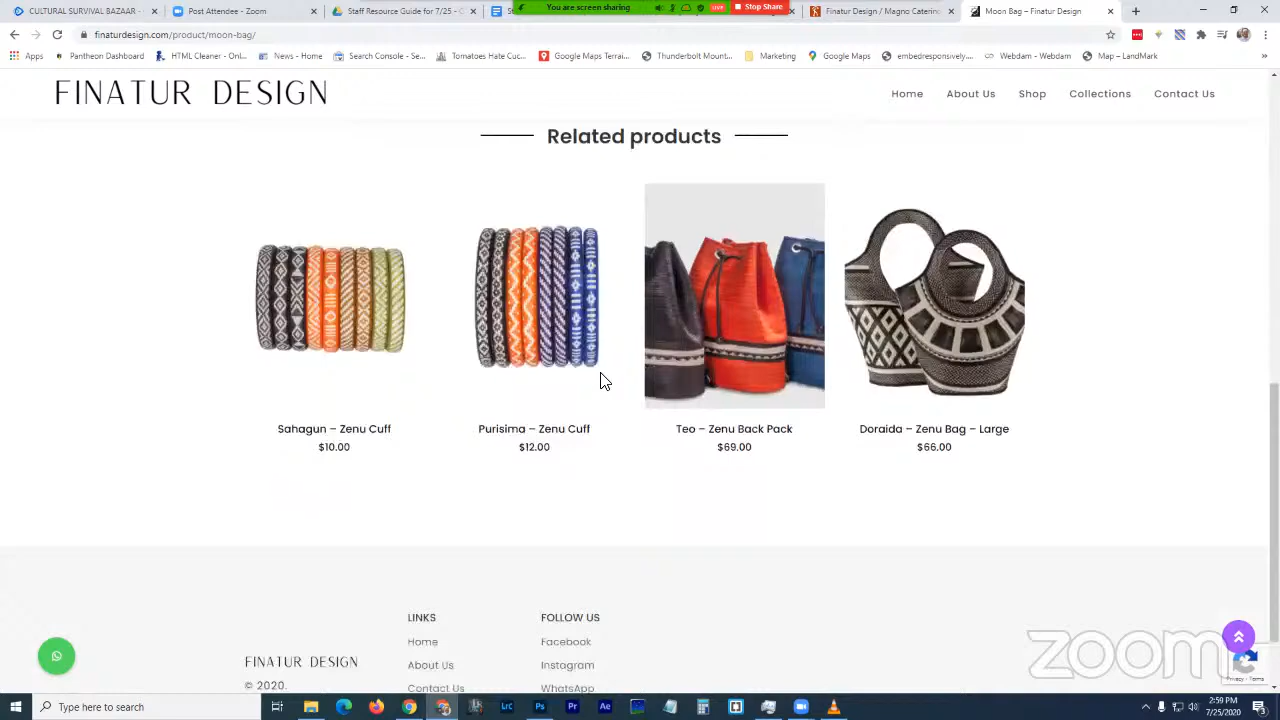 CULTURAL/VIVA! BAZAAR -
Post Attendee - Zoom
Staff Resource Guide for 7/25 -
You are screen sharing
LIVE
Stop Share
Finatur Design / Magno Caterin
Moon Bag – Finatur Design
finaturdesign.com/product/moon-bag/
Apps
Pantheon Dashboard
HTML Cleaner - Onl...
News - Home
Search Console - Se...
Tomatoes Hate Cuc...
Google Maps Terrai...
Thunderbolt Mount...
Marketing
Google Maps
embedresponsively....
Webdam - Webdam
Map – LandMark
»
FINATUR DESIGN
Home
About Us
Shop
Collections
Contact Us
Related products
Sahagun – Zenu Cuff
Purisima – Zenu Cuff
Teo – Zenu Back Pack
Doraida – Zenu Bag – Large
$10.00
$12.00
$69.00
$66.00
LINKS
FOLLOW US
Home
Facebook
FINATUR DESIGN
About Us
Instagram
© 2020.
Contact Us
WhatsApp
zoom
Privacy - Terms
Type here to search
2:59 PM
7/25/2020